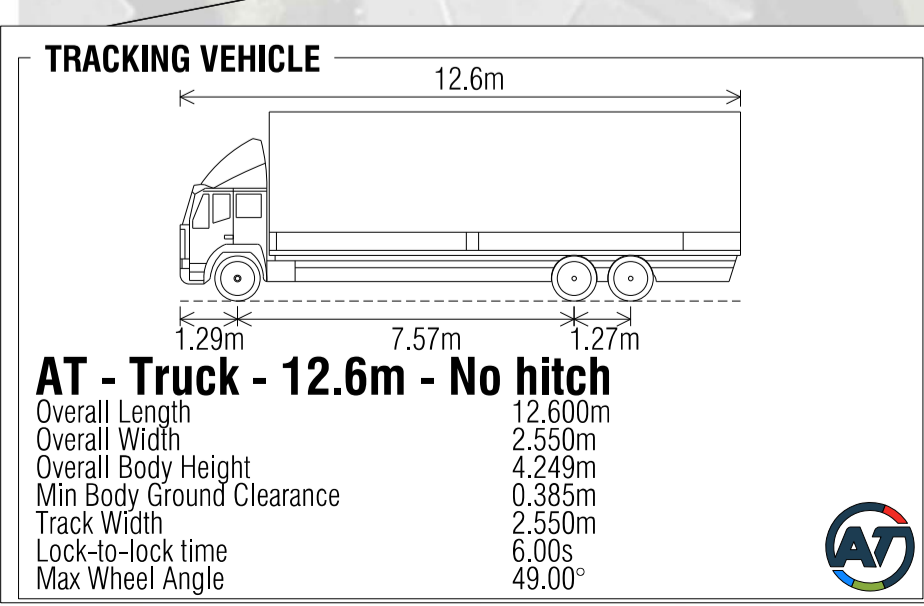 TRACKING VEHICLE
12.6m
1.29m 7.57m 1.27m
AT - Truck - 12.6m - No hitch
Overall Length 12.600m
Overall Width 2.550m
Overall Body Height 4.249m
Min Body Ground Clearance 0.385m
Track Width 2.550m
Lock-to-lock time 6.00s
Max Wheel Angle 49.00°
AT